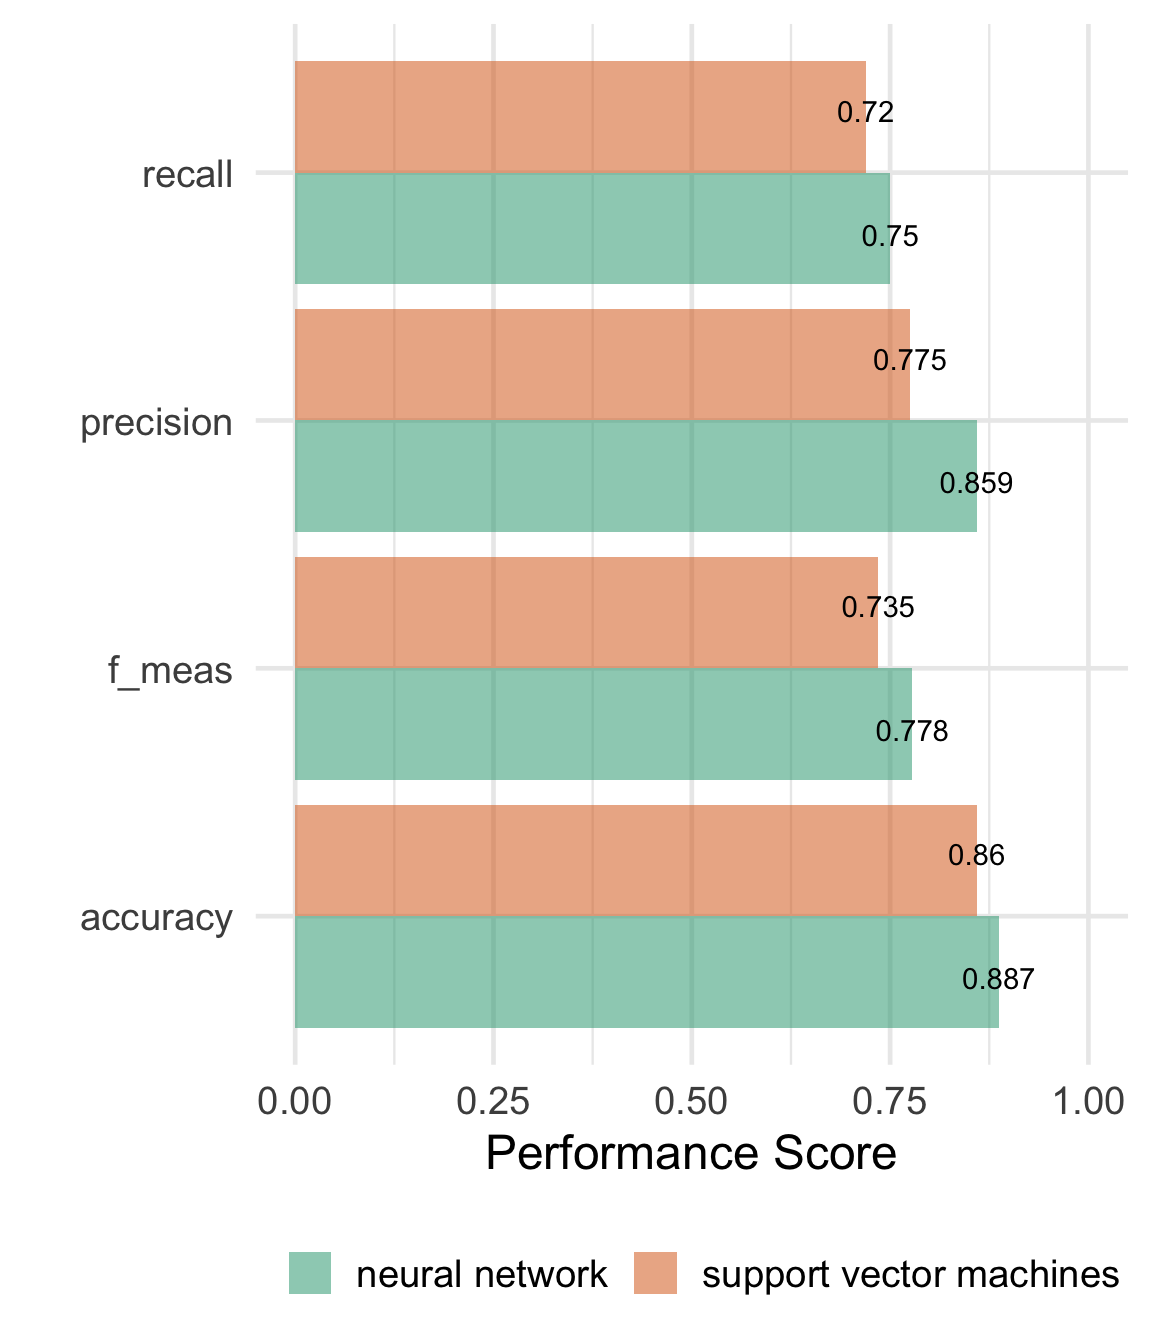 0.72
recall
0.75
0.775
precision
0.859
0.735
f_meas
0.778
0.86
accuracy
0.887
0.00 0.25 0.50 0.75 1.00
Performance Score
neural network support vector machines